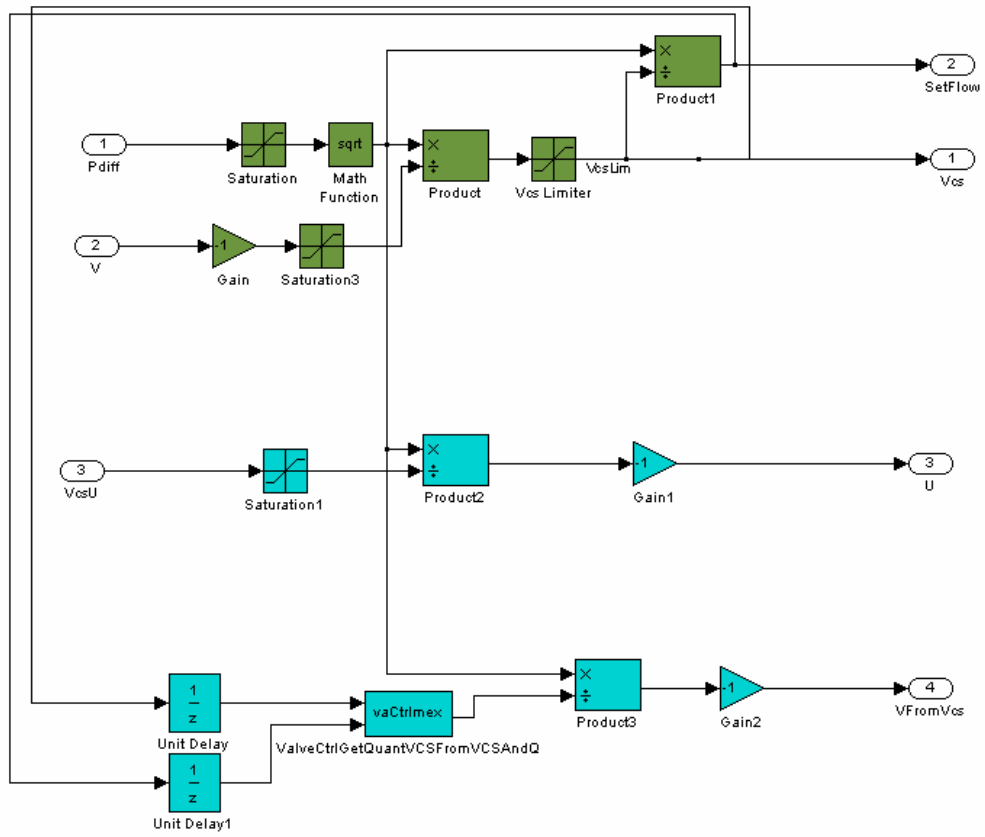 ×
÷
Product1
2
SetFlow
1
Pdiff
Saturation
sqrt
Math
Function
×
÷
Product
Vcs Limiter
VcsLim
1
Vcs
2
V
-1
Gain
Saturation3
3
VcsU
Saturation1
×
÷
Product2
-1
Gain1
3
U
1
z
Unit Delay
vaCtrlmex
ValveCtrlGetQuantVCSFromVCSAndQ
×
÷
Product3
-1
Gain2
4
VFromVcs
1
z
Unit Delay1